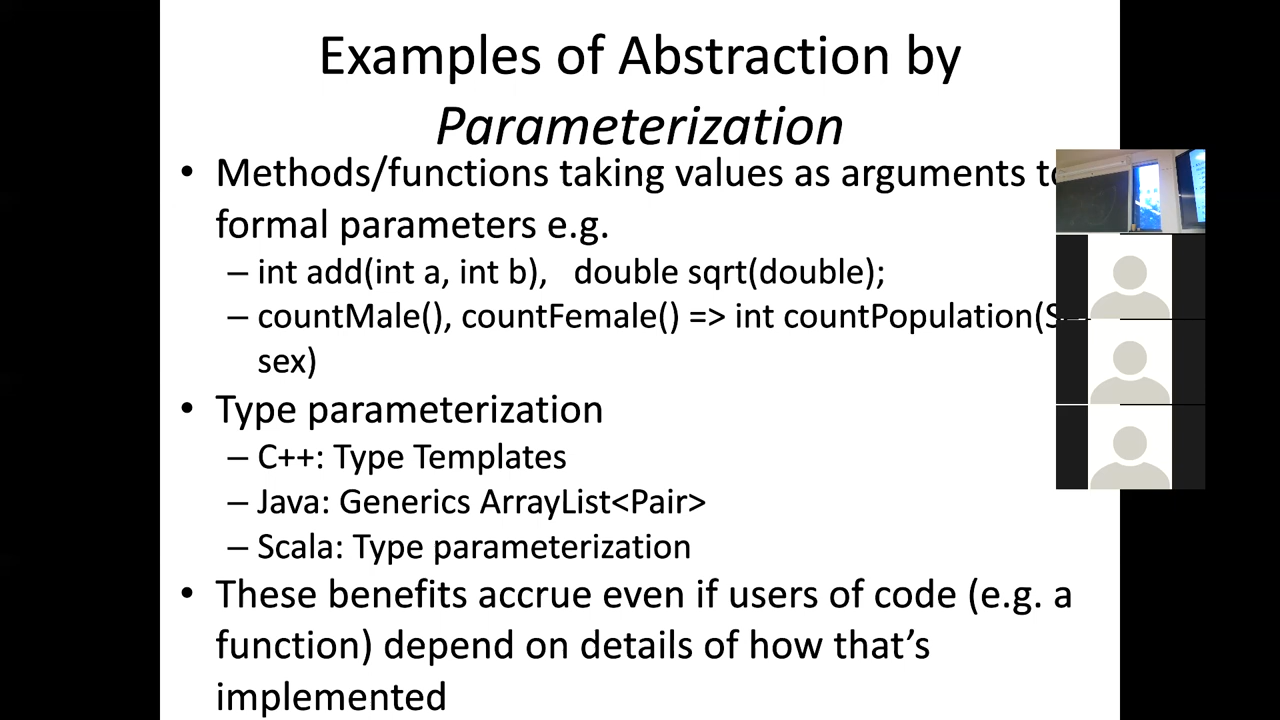 Examples of Abstraction by
Parameterization
• Methods/functions taking values as arguments to
formal parameters e.g.
– int add(int a, int b), double sqrt(double);
– countMale(), countFemale() => int countPopulation(
sex)
• Type parameterization
– C++: Type Templates
– Java: Generics ArrayList<Pair>
– Scala: Type parameterization
• These benefits accrue even if users of code (e.g. a
function) depend on details of how that’s
implemented